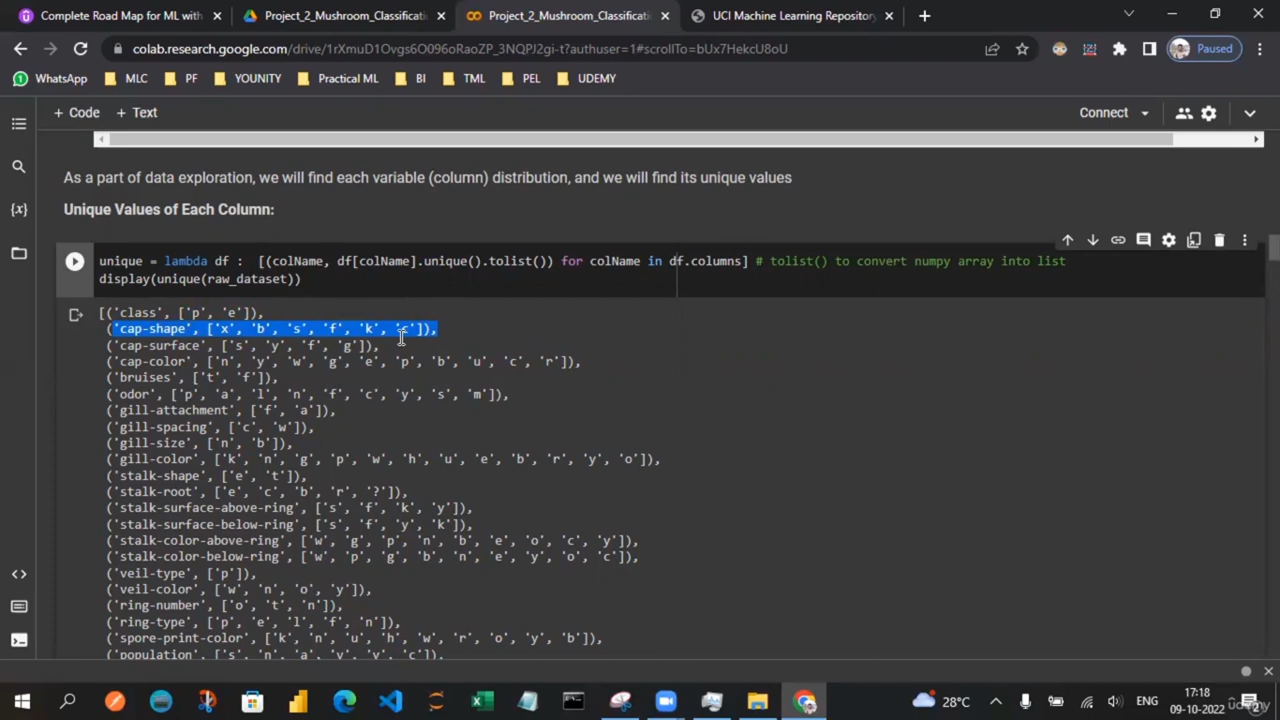 Complete Road Map for ML with
Project_2_Mushroom_Classificati
Project_2_Mushroom_Classificati
UCI Machine Learning Repository
colab.research.google.com/drive/1rXmuD1Ovgs6O096oRaoZP_3NQPJ2gi-t?authuser=1#scrollTo=bUx7HekcU8oU
Paused
WhatsApp
MLC
PF
YOUNITY
Practical ML
BI
TML
PEL
UDEMY
+ Code
+ Text
Connect
As a part of data exploration, we will find each variable (column) distribution, and we will find its unique values
Unique Values of Each Column:
unique = lambda df :  [(colName, df[colName].unique().tolist()) for colName in df.columns] # tolist() to convert numpy array into list
display(unique(raw_dataset))
[('class', ['p', 'e']),
('cap-shape', ['x', 'b', 's', 'f', 'k', 'c']),
('cap-surface', ['s', 'y', 'f', 'g']),
('cap-color', ['n', 'y', 'w', 'g', 'e', 'p', 'b', 'u', 'c', 'r']),
('bruises', ['t', 'f']),
('odor', ['p', 'a', 'l', 'n', 'f', 'c', 'y', 's', 'm']),
('gill-attachment', ['f', 'a']),
('gill-spacing', ['c', 'w']),
('gill-size', ['n', 'b']),
('gill-color', ['k', 'n', 'g', 'p', 'w', 'h', 'u', 'e', 'b', 'r', 'y', 'o']),
('stalk-shape', ['e', 't']),
('stalk-root', ['e', 'c', 'b', 'r', '?']),
('stalk-surface-above-ring', ['s', 'f', 'k', 'y']),
('stalk-surface-below-ring', ['s', 'f', 'y', 'k']),
('stalk-color-above-ring', ['w', 'g', 'p', 'n', 'b', 'e', 'o', 'c', 'y']),
('stalk-color-below-ring', ['w', 'p', 'g', 'b', 'n', 'e', 'y', 'o', 'c']),
('veil-type', ['p']),
('veil-color', ['w', 'n', 'o', 'y']),
('ring-number', ['o', 't', 'n']),
('ring-type', ['p', 'e', 'l', 'f', 'n']),
('spore-print-color', ['k', 'n', 'u', 'h', 'w', 'r', 'o', 'y', 'b']),
('population', ['s', 'n', 'a', 'v', 'y', 'c']),
28°C
ENG
17:18
09-10-2022
udemy